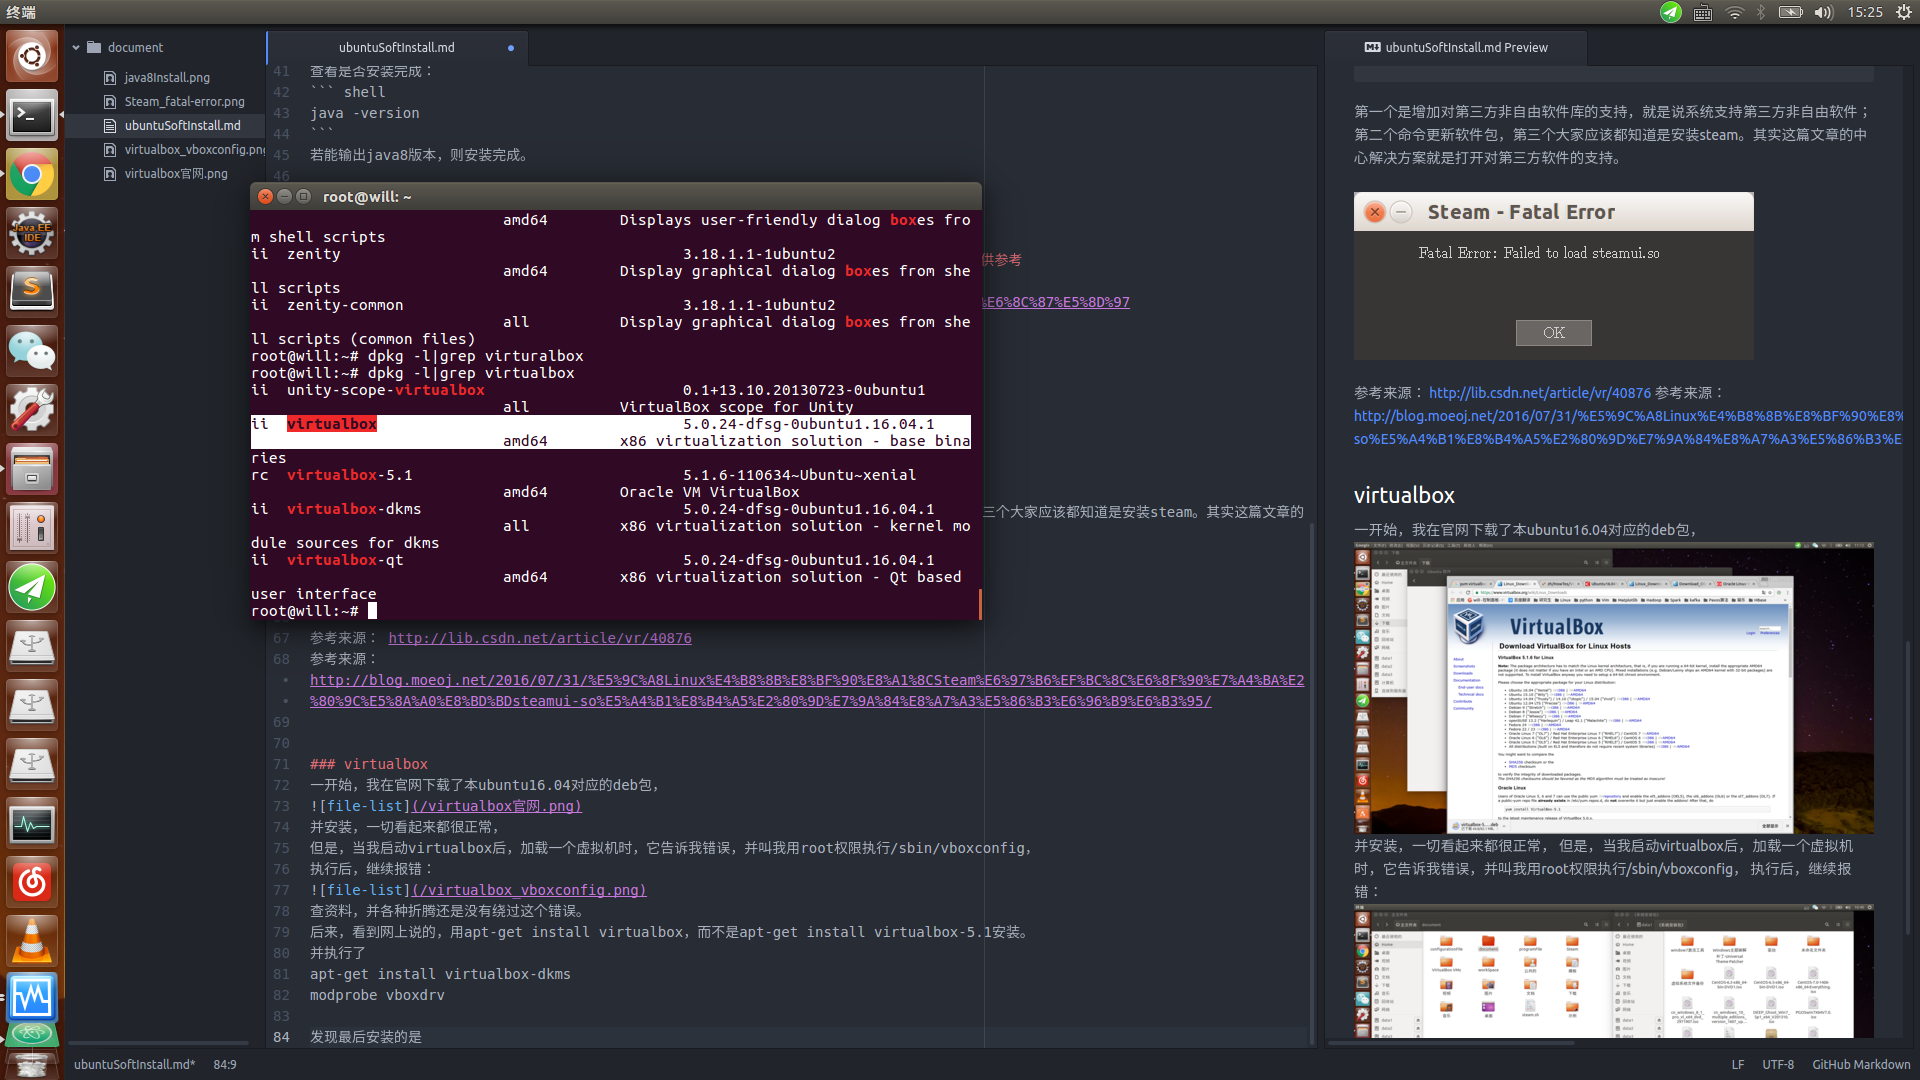 终端
15:25
document
java8Install.png
Steam_fatal-error.png
ubuntuSoftInstall.md
virtualbox_vboxconfig.png
virtualbox官网.png
ubuntuSoftInstall.md
41 查看是否安装完成：
42 ``` shell
43 java -version
44 ```
45 若能输出java8版本，则安装完成。
46
供参考
%E6%8C%87%E5%8D%97
三个大家应该都知道是安装steam。其实这篇文章的
root@will: ~
amd64 Displays user-friendly dialog boxes fro
m shell scripts
ii zenity 3.18.1.1-1ubuntu2
amd64 Display graphical dialog boxes from she
ll scripts
ii zenity-common 3.18.1.1-1ubuntu2
all Display graphical dialog boxes from she
ll scripts (common files)
root@will:~# dpkg -l|grep virturalbox
root@will:~# dpkg -l|grep virtualbox
ii unity-scope-virtualbox 0.1+13.10.20130723-0ubuntu1
all VirtualBox scope for Unity
ii virtualbox 5.0.24-dfsg-0ubuntu1.16.04.1
amd64 x86 virtualization solution - base bina
ries
rc virtualbox-5.1 5.1.6-110634~Ubuntu~xenial
amd64 Oracle VM VirtualBox
ii virtualbox-dkms 5.0.24-dfsg-0ubuntu1.16.04.1
all x86 virtualization solution - kernel mo
dule sources for dkms
ii virtualbox-qt 5.0.24-dfsg-0ubuntu1.16.04.1
amd64 x86 virtualization solution - Qt based
user interface
root@will:~#
67 参考来源： http://lib.csdn.net/article/vr/40876
68 参考来源：
http://blog.moeoj.net/2016/07/31/%E5%9C%A8Linux%E4%B8%8B%E8%BF%90%E8%A1%8CSteam%E6%97%B6%EF%BC%8C%E6%8F%90%E7%A4%BA%E2
%80%9C%E5%8A%A0%E8%BD%BDsteamui-so%E5%A4%B1%E8%B4%A5%E2%80%9D%E7%9A%84%E8%A7%A3%E5%86%B3%E6%96%B9%E6%B3%95/
69
70
71 ### virtualbox
72 一开始，我在官网下载了本ubuntu16.04对应的deb包，
73 ![file-list](/virtualbox官网.png)
74 并安装，一切看起来都很正常，
75 但是，当我启动virtualbox后，加载一个虚拟机时，它告诉我错误，并叫我用root权限执行/sbin/vboxconfig，
76 执行后，继续报错：
77 ![file-list](/virtualbox_vboxconfig.png)
78 查资料，并各种折腾还是没有绕过这个错误。
79 后来，看到网上说的，用apt-get install virtualbox，而不是apt-get install virtualbox-5.1安装。
80 并执行了
81 apt-get install virtualbox-dkms
82 modprobe vboxdrv
83
84 发现最后安装的是
ubuntuSoftInstall.md Preview
第一个是增加对第三方非自由软件库的支持，就是说系统支持第三方非自由软件；
第二个命令更新软件包，第三个大家应该都知道是安装steam。其实这篇文章的中
心解决方案就是打开对第三方软件的支持。
Steam - Fatal Error
Fatal Error: Failed to load steamui.so
OK
参考来源： http://lib.csdn.net/article/vr/40876 参考来源：
http://blog.moeoj.net/2016/07/31/%E5%9C%A8Linux%E4%B8%8B%E8%BF%90%E8%
so%E5%A4%B1%E8%B4%A5%E2%80%9D%E7%9A%84%E8%A7%A3%E5%86%B3%E
virtualbox
一开始，我在官网下载了本ubuntu16.04对应的deb包，
VirtualBox
Download VirtualBox for Linux Hosts
并安装，一切看起来都很正常， 但是，当我启动virtualbox后，加载一个虚拟机
时，它告诉我错误，并叫我用root权限执行/sbin/vboxconfig， 执行后，继续报
错：
ubuntuSoftInstall.md* 84:9
LF UTF-8 GitHub Markdown